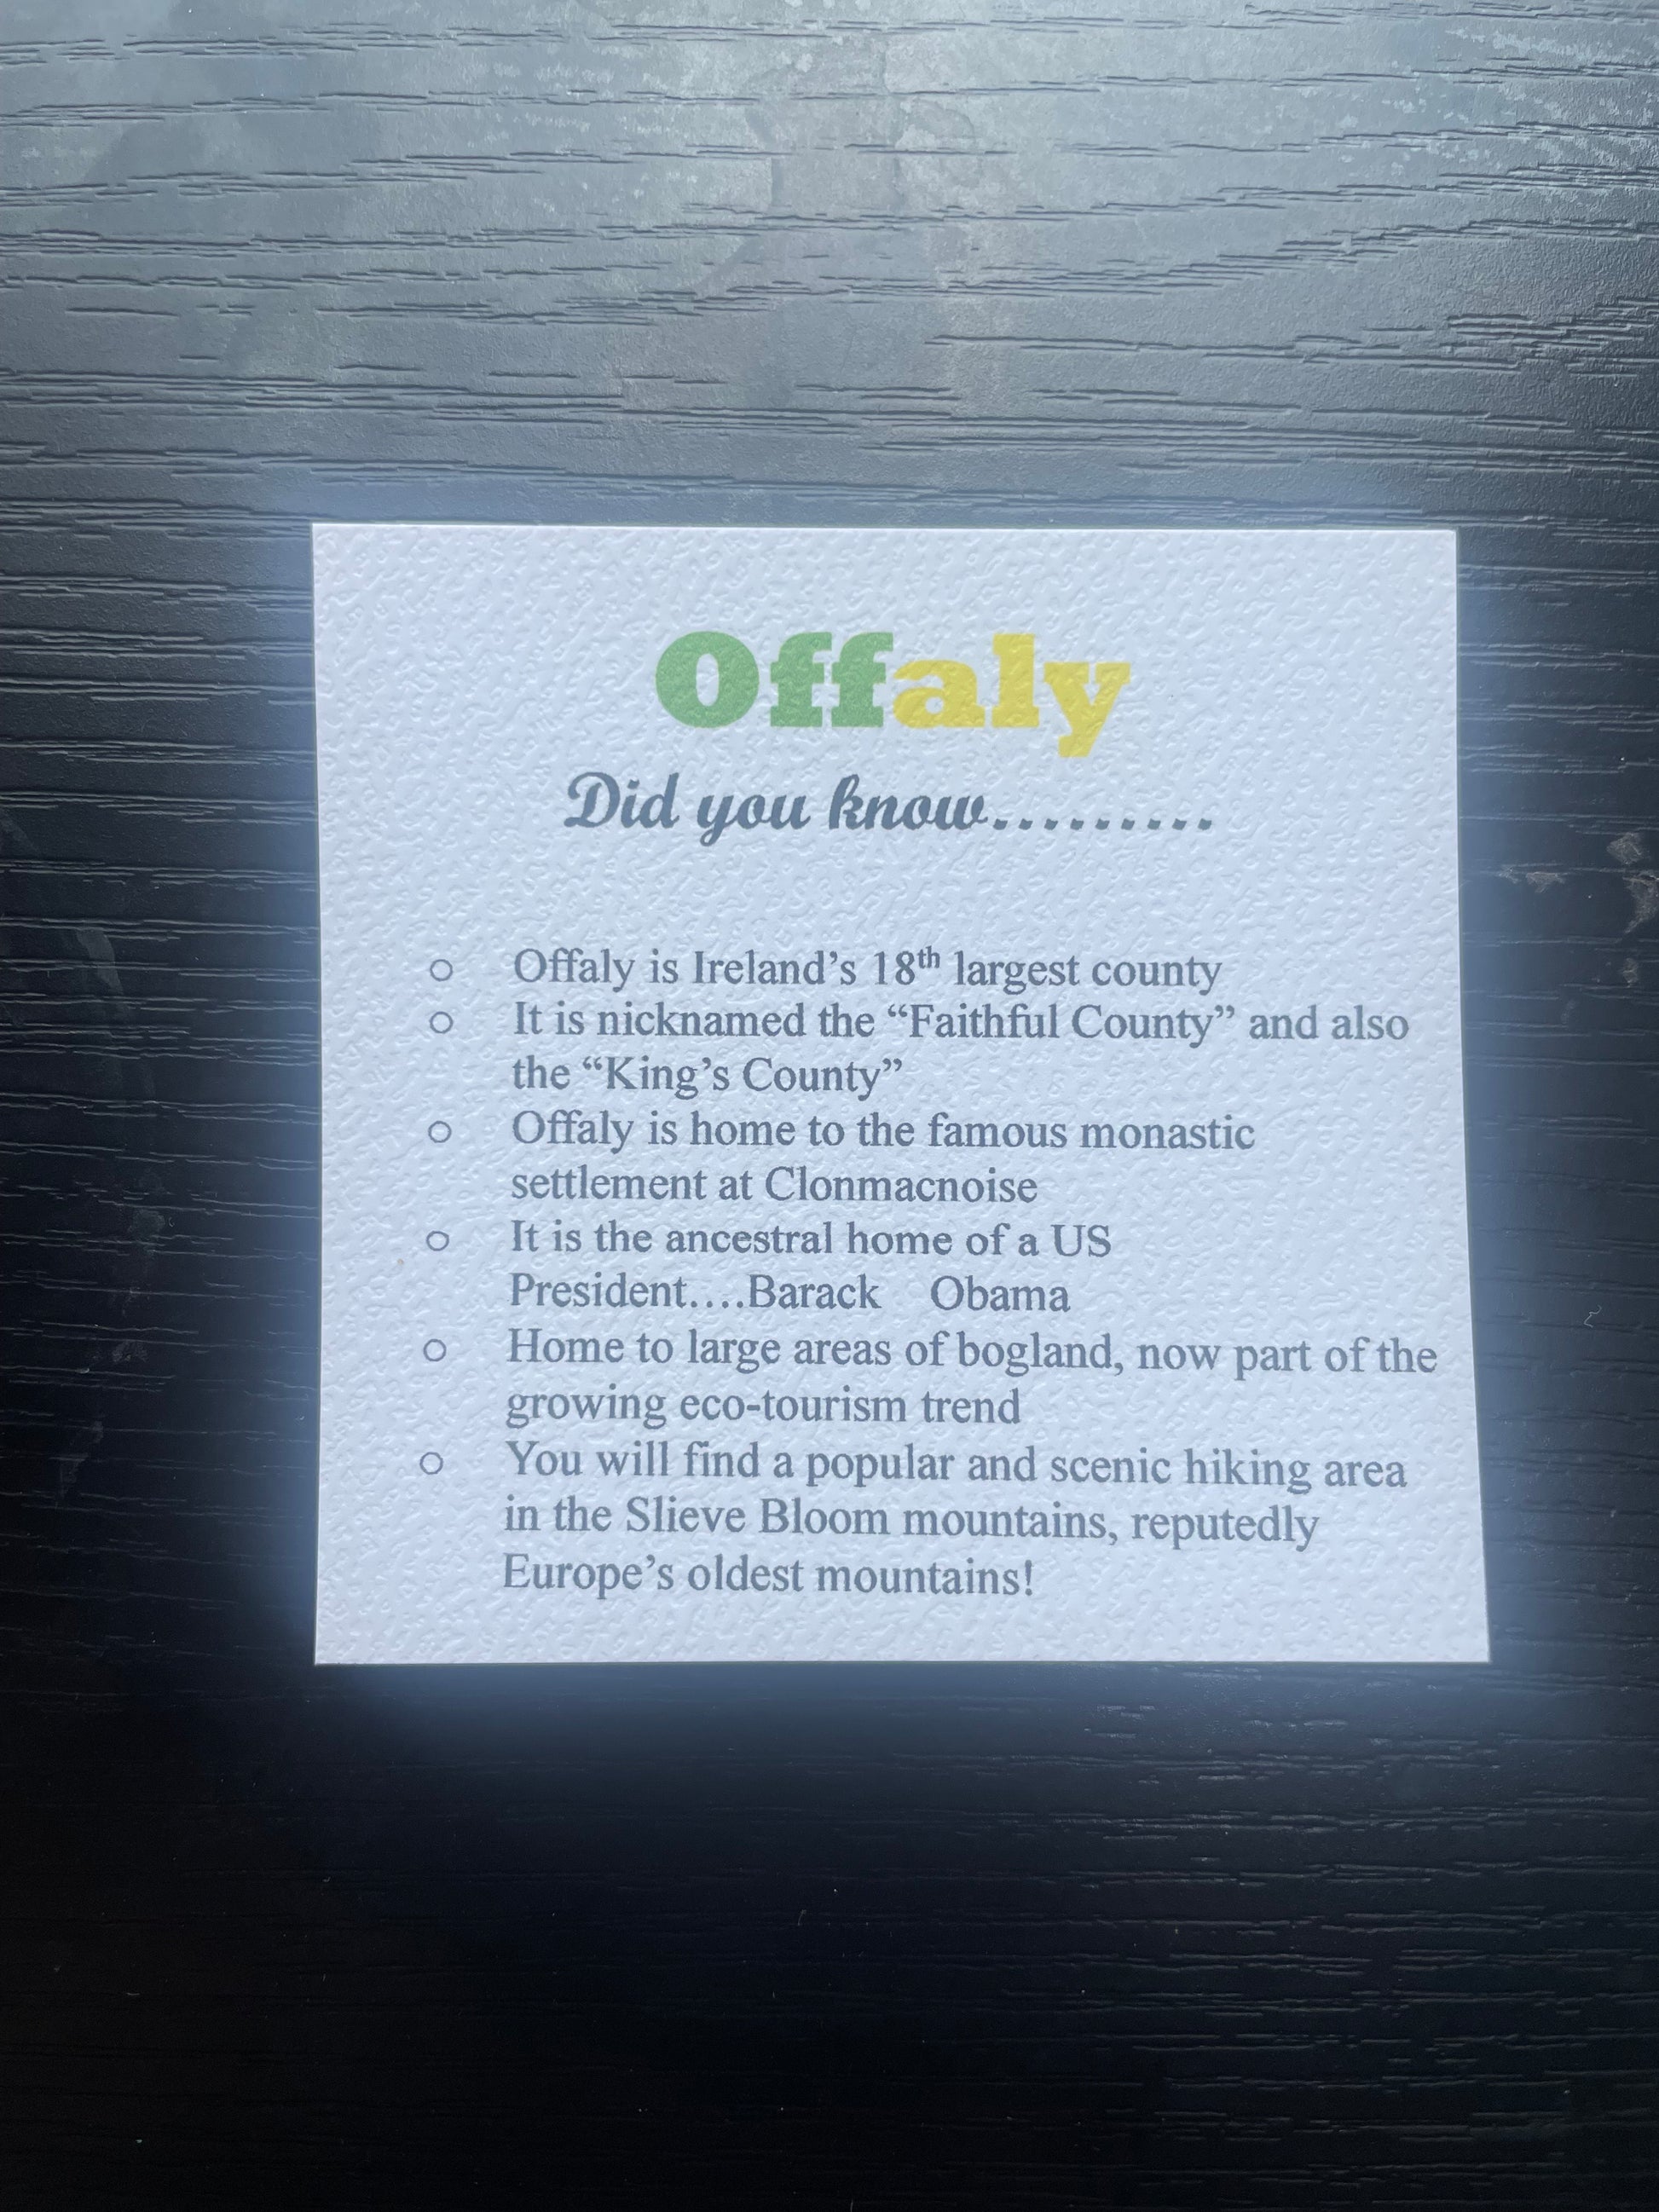 Offaly
Did you know.........
○ Offaly is Ireland’s 18th largest county
○ It is nicknamed the “Faithful County” and also
the “King’s County”
○ Offaly is home to the famous monastic
settlement at Clonmacnoise
○ It is the ancestral home of a US
President....Barack Obama
○ Home to large areas of bogland, now part of the
growing eco-tourism trend
○ You will find a popular and scenic hiking area
in the Slieve Bloom mountains, reputedly
Europe’s oldest mountains!